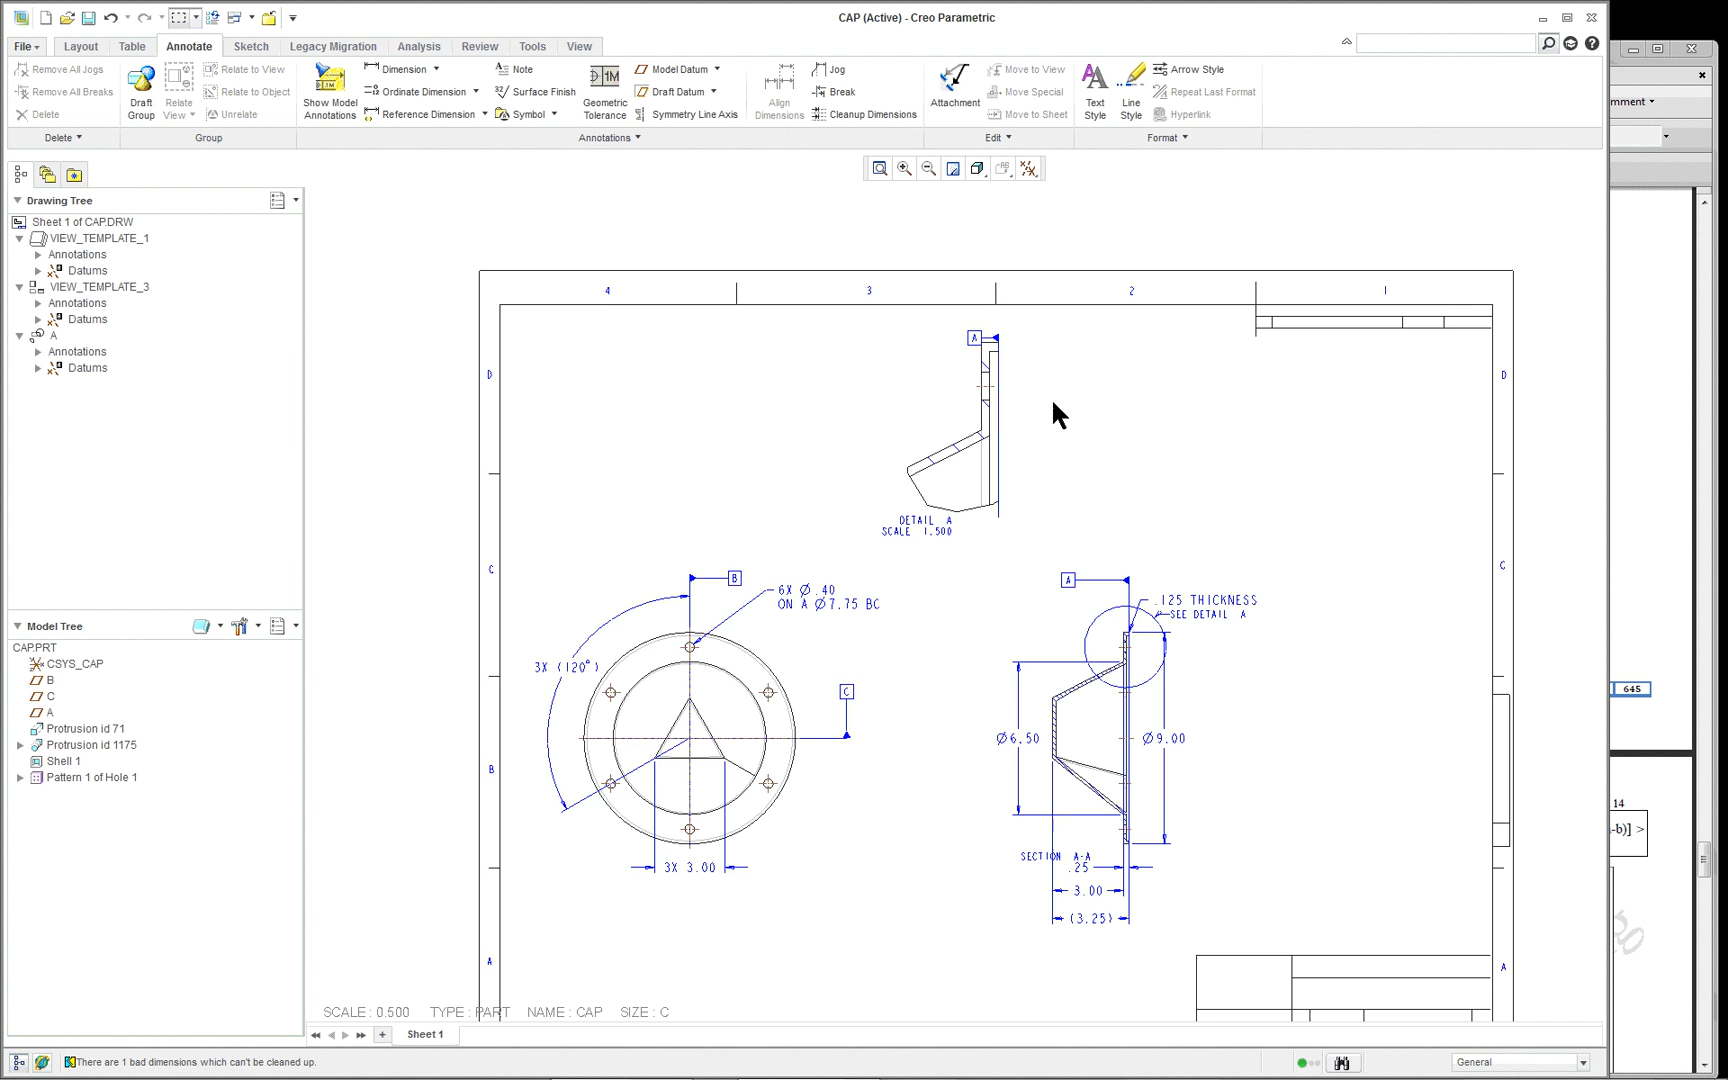 CAP (Active) - Creo Parametric
File
Layout
Table
Annotate
Sketch
Legacy Migration
Analysis
Review
Tools
View
Remove All Jogs
Remove All Breaks
Delete
Draft Group
Relate View
Relate to View
Relate to Object
Unrelate
Show Model Annotations
Dimension
Ordinate Dimension
Reference Dimension
Note
Surface Finish
Symbol
Geometric Tolerance
Model Datum
Draft Datum
Symmetry Line Axis
Align Dimensions
Jog
Break
Cleanup Dimensions
Attachment
Move to View
Move Special
Move to Sheet
Text Style
Line Style
Arrow Style
Repeat Last Format
Hyperlink
Delete
Group
Annotations
Edit
Format
mment
Drawing Tree
Sheet 1 of CAP.DRW
VIEW_TEMPLATE_1
Annotations
Datums
VIEW_TEMPLATE_3
Annotations
Datums
A
Annotations
Datums
Model Tree
CAP.PRT
CSYS_CAP
B
C
A
Protrusion id 71
Protrusion id 1175
Shell 1
Pattern 1 of Hole 1
4
3
2
1
D
D
C
C
B
A
A
A
DETAIL A
SCALE 1.500
B
6X Ø.40
ON A Ø7.75 BC
3X (120°)
C
3X 3.00
A
.125 THICKNESS
SEE DETAIL A
Ø6.50
Ø9.00
SECTION A-A
.25
3.00
(3.25)
SCALE : 0.500 TYPE : PART NAME : CAP SIZE : C
Sheet 1
There are 1 bad dimensions which can't be cleaned up.
General
645
14
-b)] >